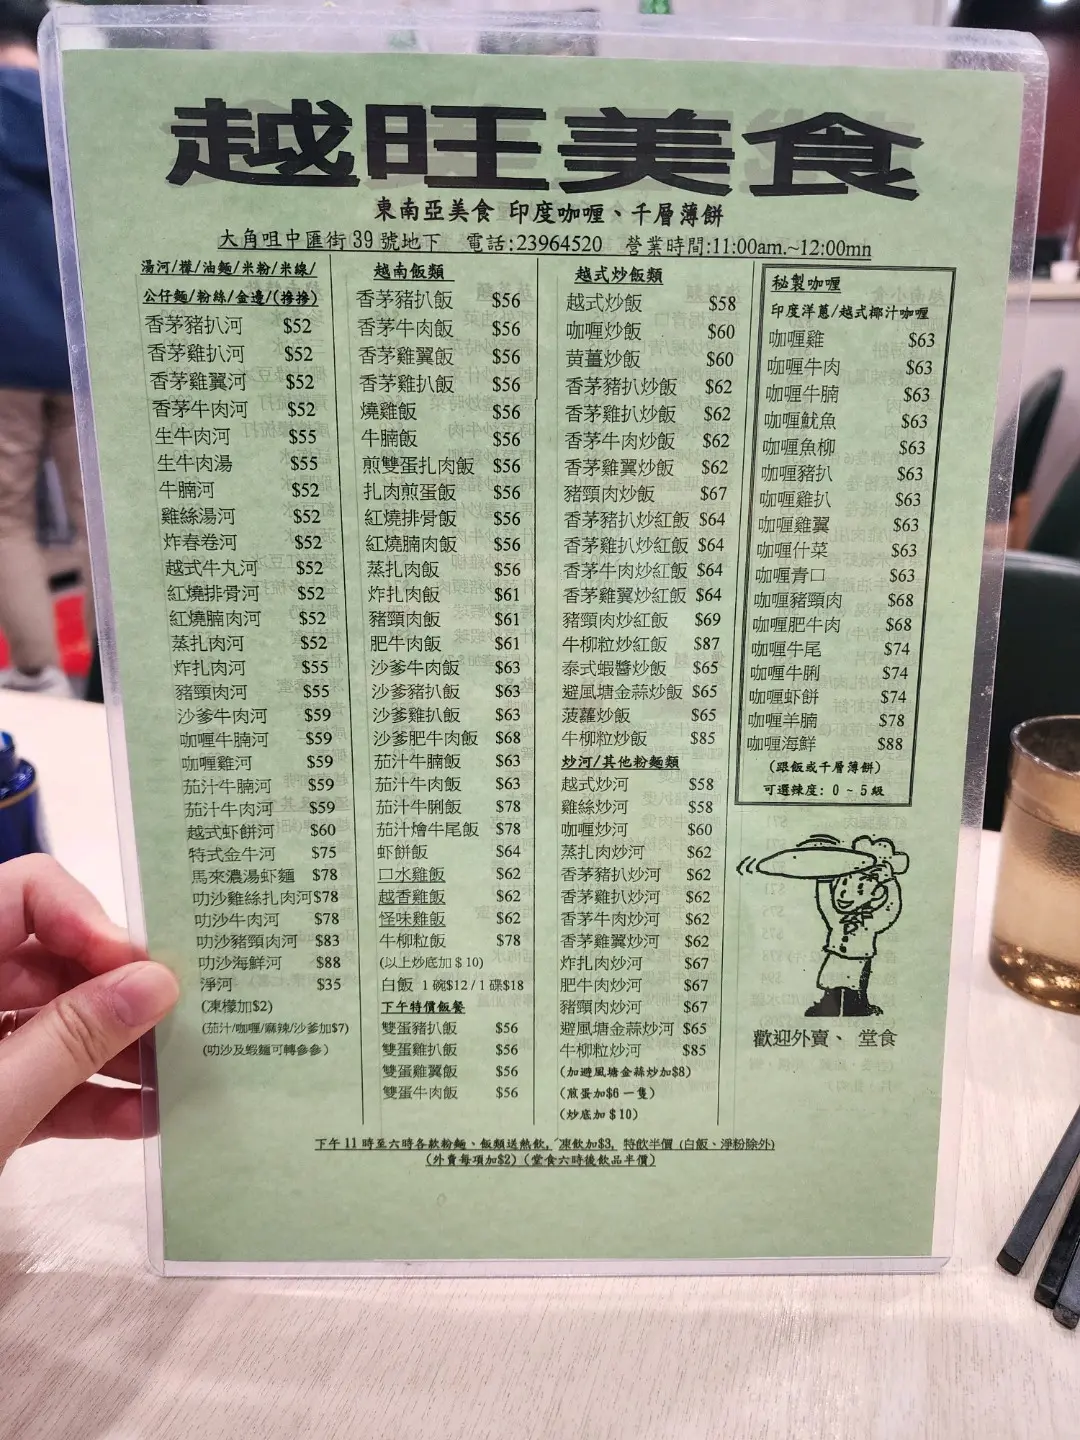 越旺美食
東南亞美食 印度咖喱、千層薄餅
大角咀中匯街 39 號地下 電話:23964520 營業時間:11:00am.~12:00mn
湯河/檬/油麵/米粉/米線/
公仔麵/粉絲/金邊/(摻摻)
香茅豬扒河 $52
香茅雞扒河 $52
香茅雞翼河 $52
香茅牛肉河 $52
生牛肉河 $55
生牛肉湯 $55
牛腩河 $52
雞絲湯河 $52
炸春卷河 $52
越式牛丸河 $52
紅燒排骨河 $52
紅燒腩肉河 $52
蒸扎肉河 $52
炸扎肉河 $55
豬頸肉河 $55
沙爹牛肉河 $59
咖喱牛腩河 $59
咖喱雞河 $59
茄汁牛腩河 $59
茄汁牛肉河 $59
越式虾餅河 $60
特式金牛河 $75
馬來濃湯虾麵 $78
叻沙雞絲扎肉河 $78
叻沙牛肉河 $78
叻沙豬頸肉河 $83
叻沙海鮮河 $88
淨河 $35
(凍檬加$2)
(茄汁/咖喱/麻辣/沙爹加$7)
(叻沙及蝦麵可轉參參)
越南飯類
香茅豬扒飯 $56
香茅牛肉飯 $56
香茅雞翼飯 $56
香茅雞扒飯 $56
燒雞飯 $56
牛腩飯 $56
煎雙蛋扎肉飯 $56
扎肉煎蛋飯 $56
紅燒排骨飯 $56
紅燒腩肉飯 $56
蒸扎肉飯 $56
炸扎肉飯 $61
豬頸肉飯 $61
肥牛肉飯 $61
沙爹牛肉飯 $63
沙爹豬扒飯 $63
沙爹雞扒飯 $63
沙爹肥牛肉飯 $68
茄汁牛腩飯 $63
茄汁牛肉飯 $63
茄汁牛脷飯 $78
茄汁燴牛尾飯 $78
虾餅飯 $64
口水雞飯 $62
越香雞飯 $62
怪味雞飯 $62
牛柳粒飯 $78
(以上炒底加＄10)
白飯 1 碗$12 / 1 碟$18
下午特價飯餐
雙蛋豬扒飯 $56
雙蛋雞扒飯 $56
雙蛋雞翼飯 $56
雙蛋牛肉飯 $56
越式炒飯類
越式炒飯 $58
咖喱炒飯 $60
黄薑炒飯 $60
香茅豬扒炒飯 $62
香茅雞扒炒飯 $62
香茅牛肉炒飯 $62
香茅雞翼炒飯 $62
豬頸肉炒飯 $67
香茅豬扒炒紅飯 $64
香茅雞扒炒紅飯 $64
香茅牛肉炒紅飯 $64
香茅雞翼炒紅飯 $64
豬頸肉炒紅飯 $69
牛柳粒炒紅飯 $87
泰式蝦醬炒飯 $65
避風塘金蒜炒飯 $65
菠蘿炒飯 $65
牛柳粒炒飯 $85
炒河/其他粉麵類
越式炒河 $58
雞絲炒河 $58
咖喱炒河 $60
蒸扎肉炒河 $62
香茅豬扒炒河 $62
香茅雞扒炒河 $62
香茅牛肉炒河 $62
香茅雞翼炒河 $62
炸扎肉炒河 $67
肥牛肉炒河 $67
豬頸肉炒河 $67
避風塘金蒜炒河 $65
牛柳粒炒河 $85
(加避風塘金蒜炒加$8)
(煎蛋加$6 一隻)
(炒底加＄10)
秘製咖喱
印度洋蔥/越式椰汁咖喱
咖喱雞 $63
咖喱牛肉 $63
咖喱牛腩 $63
咖喱魷魚 $63
咖喱魚柳 $63
咖喱豬扒 $63
咖喱雞扒 $63
咖喱雞翼 $63
咖喱什菜 $63
咖喱青口 $63
咖喱豬頸肉 $68
咖喱肥牛肉 $68
咖喱牛尾 $74
咖喱牛脷 $74
咖喱虾餅 $74
咖喱羊腩 $78
咖喱海鮮 $88
(跟飯或千層薄餅)
可選辣度: 0 ~ 5級
歡迎外賣、 堂食
下午 11 時至六時各款粉麵、飯類送熱飲, 凍飲加$3, 特飲半價 (白飯、淨粉除外)
(外賣每項加$2) (堂食六時後飲品半價)